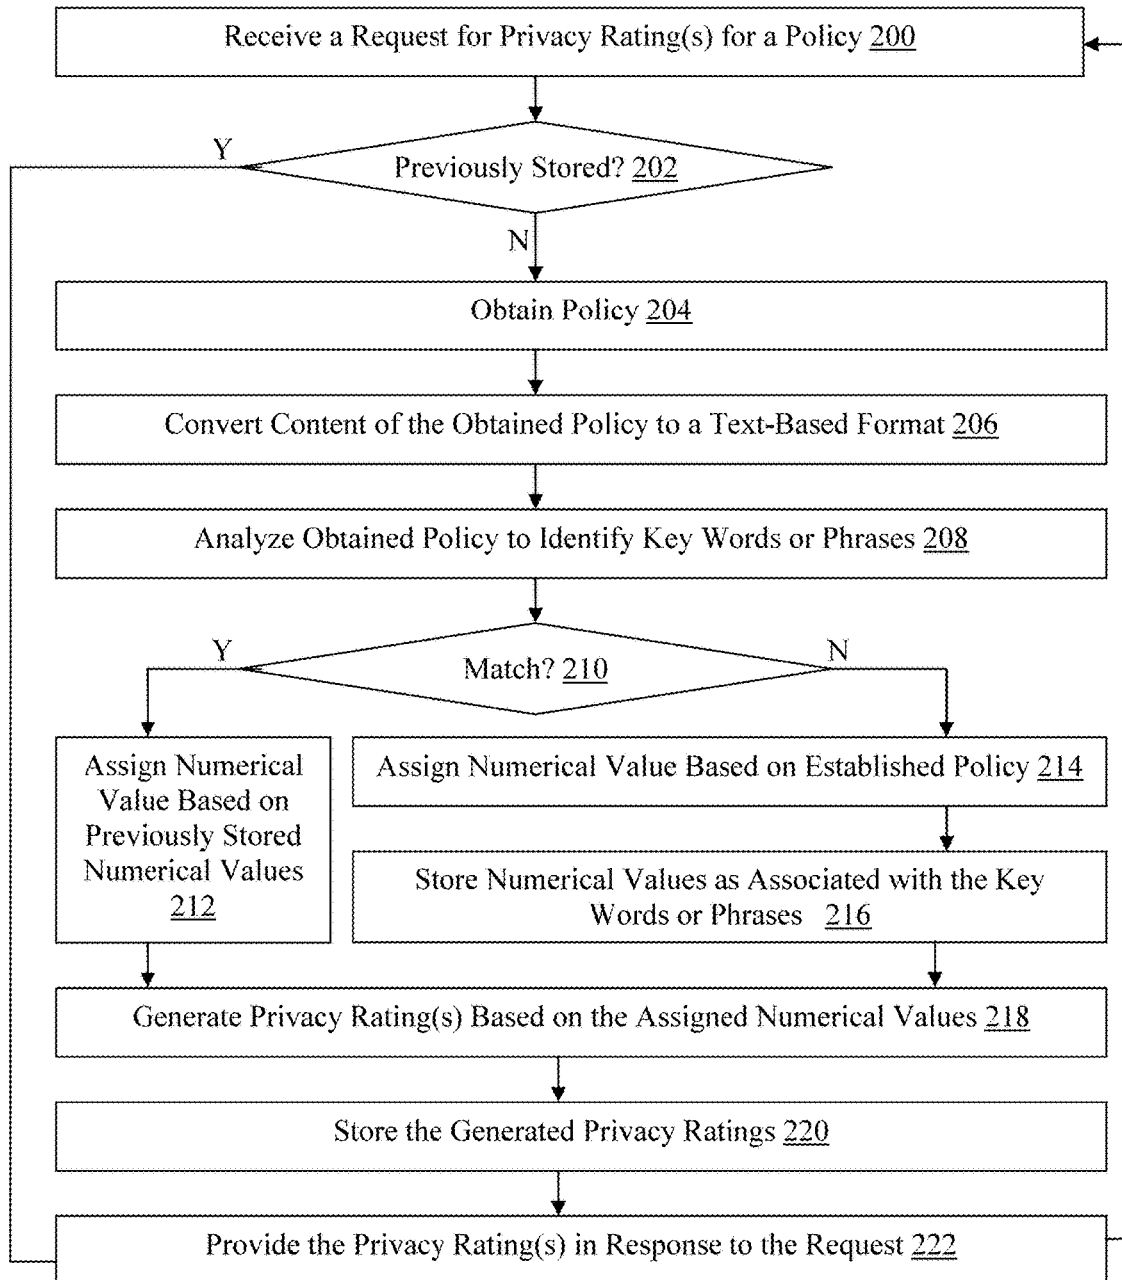 Receive a Request for Privacy Rating(s) for a Policy 200
Y
Previously Stored? 202
N
Obtain Policy 204
Convert Content of the Obtained Policy to a Text-Based Format 206
Analyze Obtained Policy to Identify Key Words or Phrases 208
Y
Match? 210
N
Assign Numerical
Value Based on
Previously Stored
Numerical Values
212
Assign Numerical Value Based on Established Policy 214
Store Numerical Values as Associated with the Key
Words or Phrases 216
Generate Privacy Rating(s) Based on the Assigned Numerical Values 218
Store the Generated Privacy Ratings 220
Provide the Privacy Rating(s) in Response to the Request 222